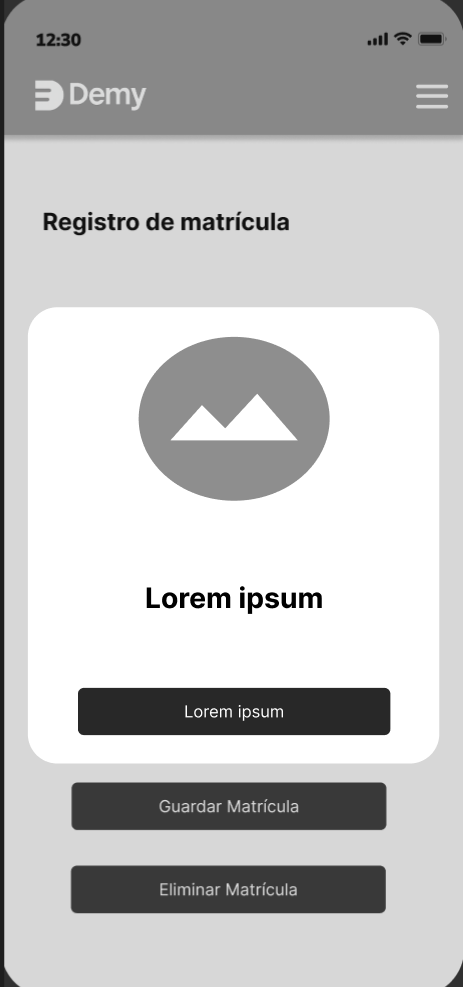 12:30
Demy
Registro de matrícula
Lorem ipsum
Lorem ipsum
Guardar Matrícula
Eliminar Matrícula